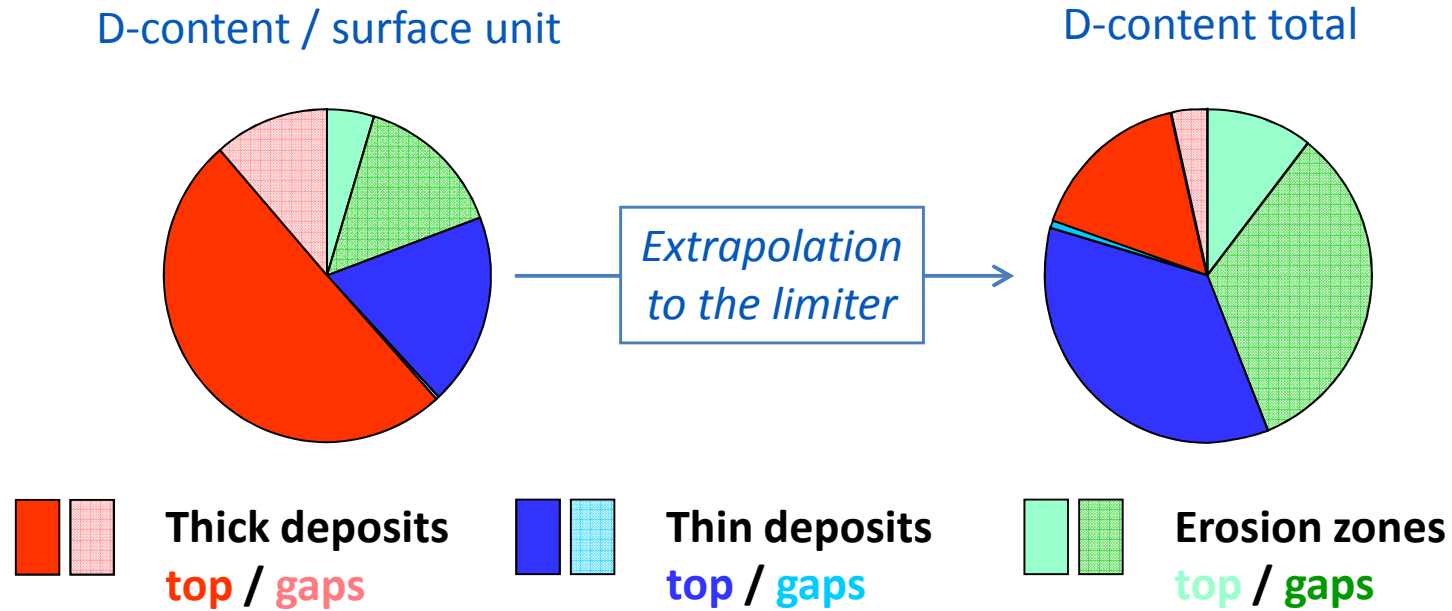 D-content / surface unit
D-content total
Extrapolation
to the limiter
Thick deposits
top / gaps
Thin deposits
top / gaps
Erosion zones
top / gaps